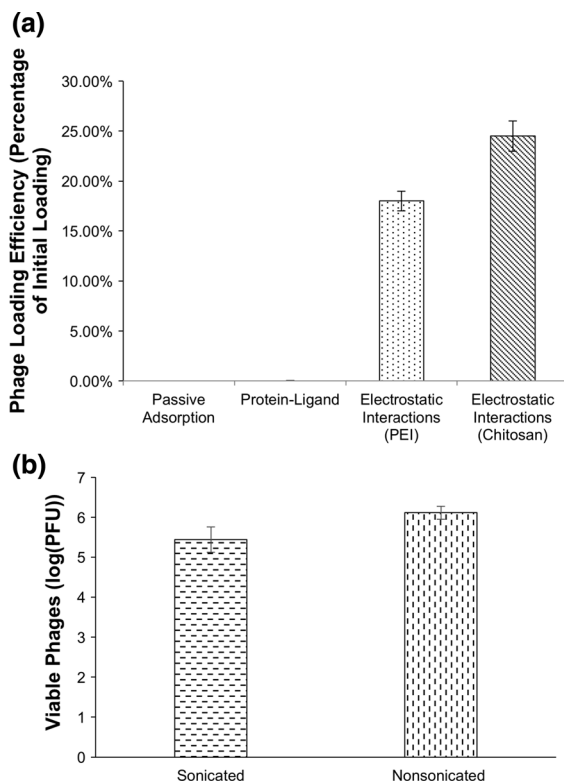 (a)
Phage Loading Efficiency (Percentage
of Initial Loading)
30.00%
25.00%
20.00%
15.00%
10.00%
5.00%
0.00%
Passive
Adsorption
Protein-Ligand
Electrostatic
Interactions
(PEI)
Electrostatic
Interactions
(Chitosan)
(b)
Viable Phages (log(PFU))
7
6
5
4
3
2
1
0
Sonicated
Nonsonicated